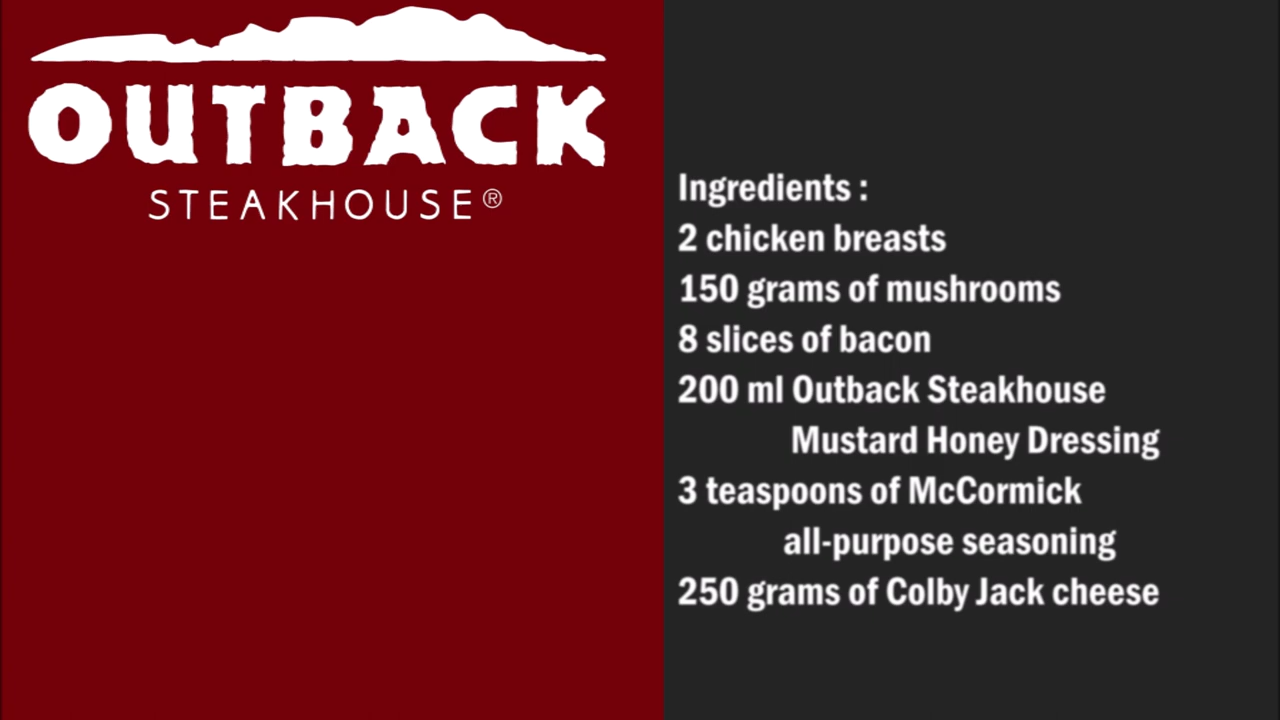 OUTBACK
STEAKHOUSE®
Ingredients :
2 chicken breasts
150 grams of mushrooms
8 slices of bacon
200 ml Outback Steakhouse
Mustard Honey Dressing
3 teaspoons of McCormick
all-purpose seasoning
250 grams of Colby Jack cheese